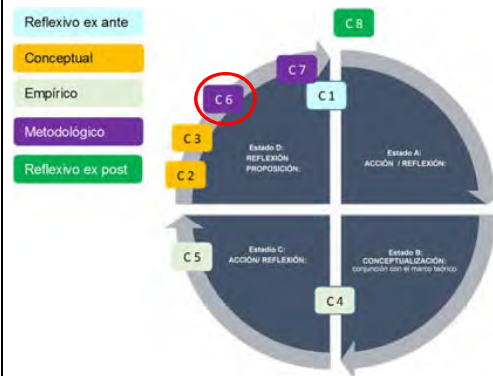 Reflexivo ex ante
Conceptual
Empírico
Metodológico
Reflexivo ex post
C 8
C 7
C 1
C 6
C 3
C 2
Estado D:
REFLEXIÓN
PROPOSICIÓN:
Estado A:
ACCIÓN / REFLEXIÓN:
C 5
Estadio C:
ACCIÓN/ REFLEXIÓN:
Estado B:
CONCEPTUALIZACIÓN:
conjunción con el marco teórico
C 4